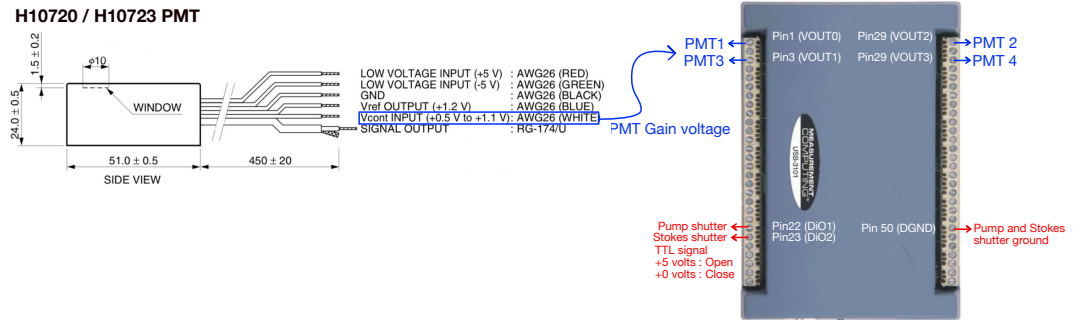 H10720 / H10723 PMT
1.5 ± 0.2
ϕ10
24.0 ± 0.5
WINDOW
51.0 ± 0.5
450 ± 20
SIDE VIEW
LOW VOLTAGE INPUT (+5 V) : AWG26 (RED)
LOW VOLTAGE INPUT (-5 V) : AWG26 (GREEN)
GND : AWG26 (BLACK)
Vref OUTPUT (+1.2 V) : AWG26 (BLUE)
Vcont INPUT (+0.5 V to +1.1 V): AWG26 (WHITE
SIGNAL OUTPUT : RG-174/U
PMT Gain voltage
PMT1
PMT3
Pin1 (VOUT0) Pin29 (VOUT2)
Pin3 (VOUT1) Pin29 (VOUT3)
PMT 2
PMT 4
MEASUREMENT
COMPUTING
USB-3101
Pump shutter
Stokes shutter
TTL signal
+5 volts : Open
+0 volts : Close
Pin22 (DiO1)
Pin23 (DiO2)
Pin 50 (DGND)
Pump and Stokes
shutter ground